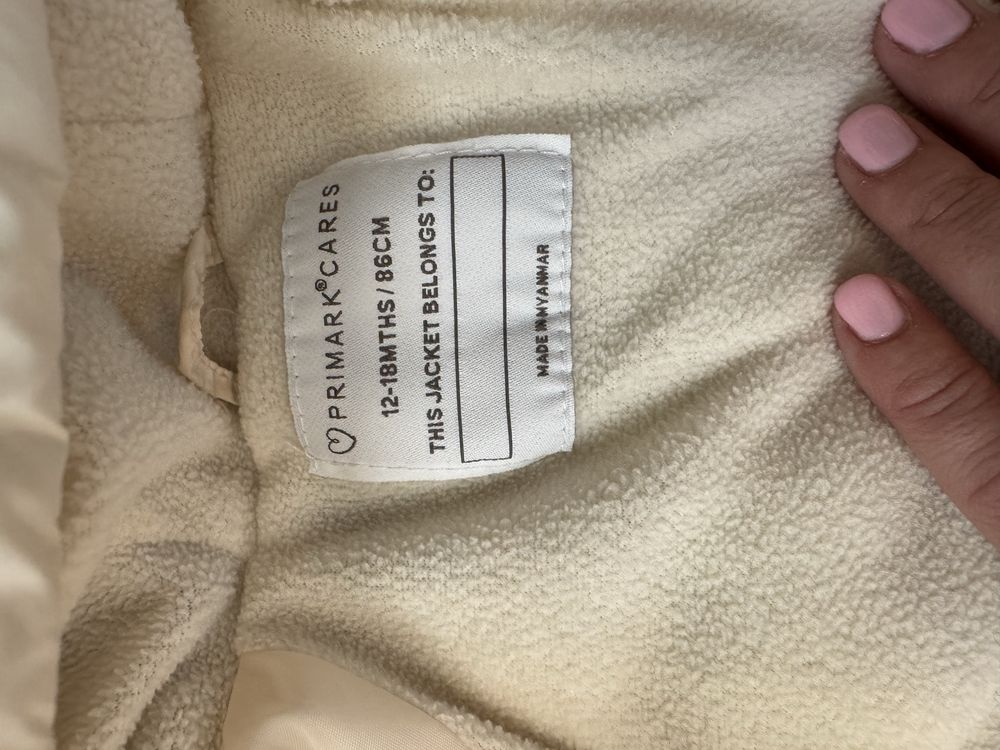 PRIMARK®CARES
12-18MTHS / 86CM
THIS JACKET BELONGS TO:
MADE IN MYANMAR